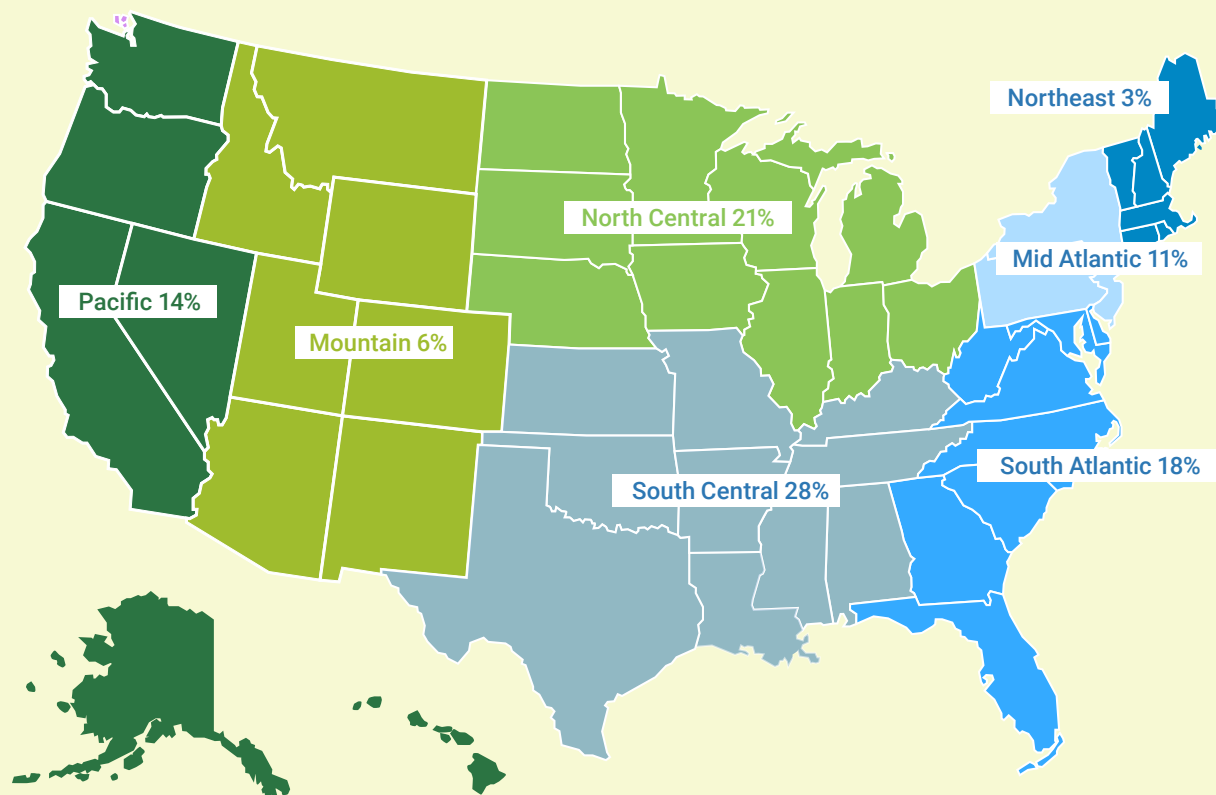 Northeast 3%
North Central 21%
Mid Atlantic 11%
Pacific 14%
Mountain 6%
South Atlantic 18%
South Central 28%